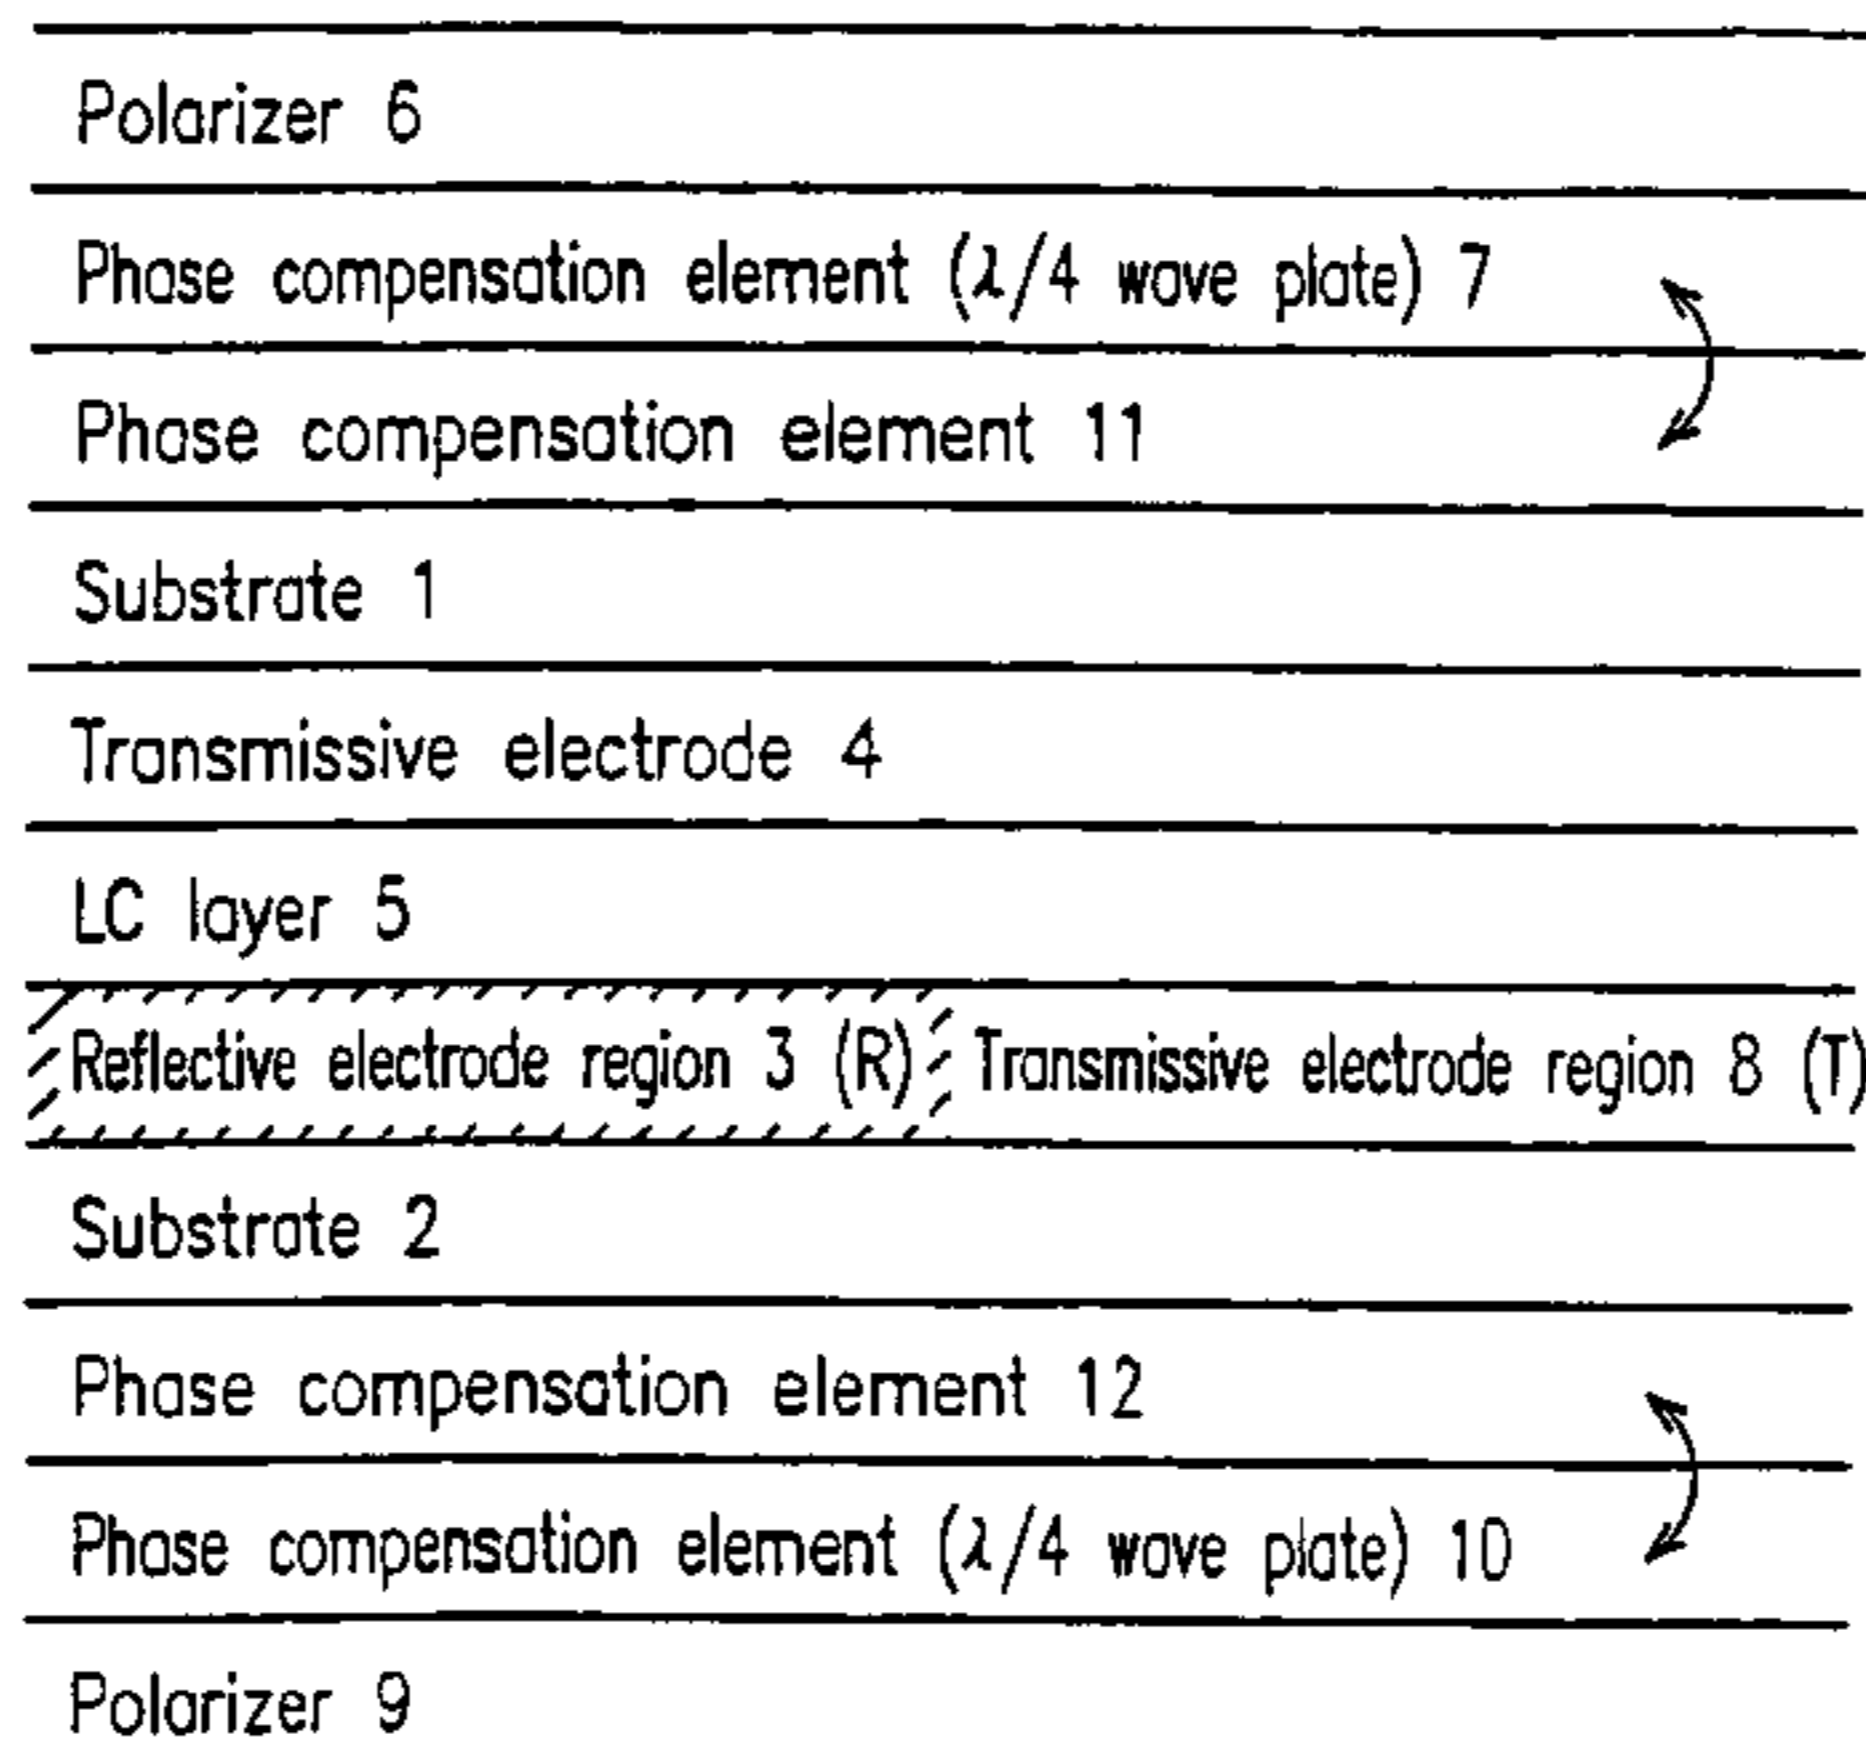 Polarizer 6
Phase compensation element (λ/4 wave plate) 7
Phase compensation element 11
Substrate 1
Transmissive electrode 4
LC layer 5
Reflective electrode region 3 (R) Transmissive electrode region 8 (T)
Substrate 2
Phase compensation element 12
Phase compensation element (λ/4 wave plate) 10
Polarizer 9